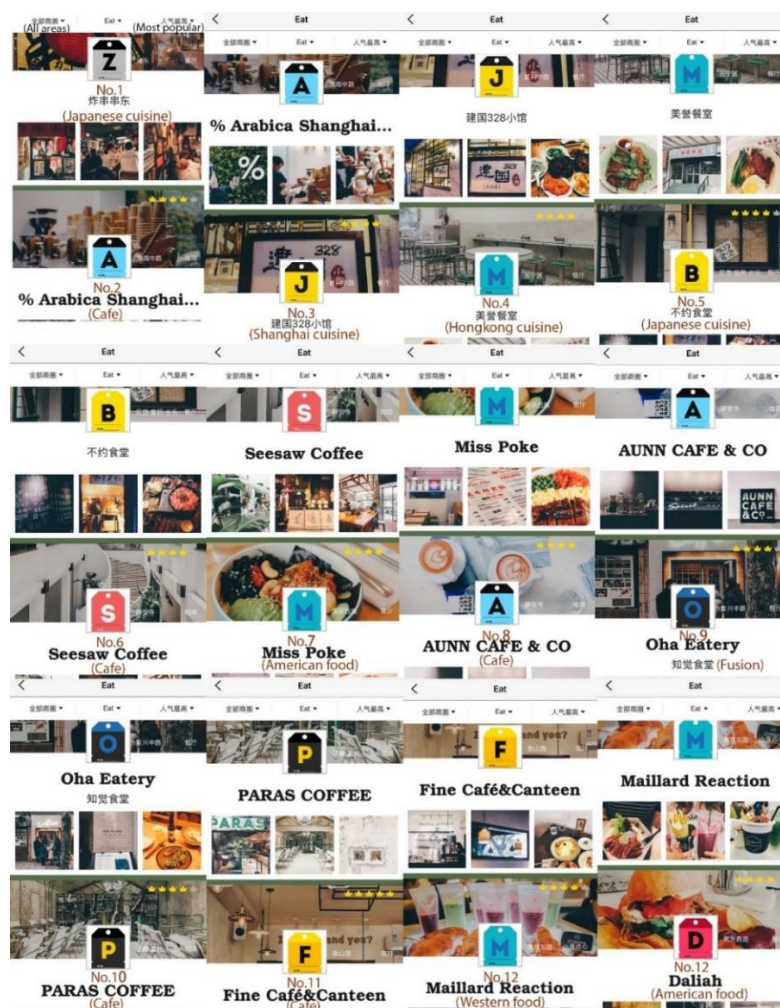 全部商圈 Eat 人气最高
(All areas) (Most popular)
Z
No.1
炸串串东
(Japanese cuisine)
A
No.2
% Arabica Shanghai...
(Cafe)
Eat
全部商圈 Eat 人气最高
A
% Arabica Shanghai...
%
328
J
No.3
建国328小馆
(Shanghai cuisine)
Eat
全部商圈 Eat 人气最高
J
建国328小馆
M
No.4
美誉餐室
(Hongkong cuisine)
Eat
全部商圈 Eat 人气最高
M
美誉餐室
B
No.5
不约食堂
(Japanese cuisine)
Eat
全部商圈 Eat 人气最高
B
不约食堂
S
No.6
Seesaw Coffee
(Cafe)
Eat
全部商圈 Eat 人气最高
S
Seesaw Coffee
M
No.7
Miss Poke
(American food)
Eat
全部商圈 Eat 人气最高
M
Miss Poke
A
No.8
AUNN CAFE & CO
(Cafe)
Eat
全部商圈 Eat 人气最高
A
AUNN CAFE & CO
AUNN
CAFE
&CO
O
No.9
Oha Eatery
知觉食堂 (Fusion)
Eat
全部商圈 Eat 人气最高
O
复兴中路 餐厅
Oha Eatery
知觉食堂
P
No.10
PARAS COFFEE
(Cafe)
Eat
全部商圈 Eat 人气最高
P
PARAS COFFEE
PARAS
and you?
F
No.11
Fine Café&Canteen
(Cafe)
Eat
全部商圈 Eat 人气最高
and you?
F
Fine Café&Canteen
M
No.12
Maillard Reaction
(Western food)
Eat
全部商圈 Eat 人气最高
M
Maillard Reaction
D
No.12
Daliah
(American food)